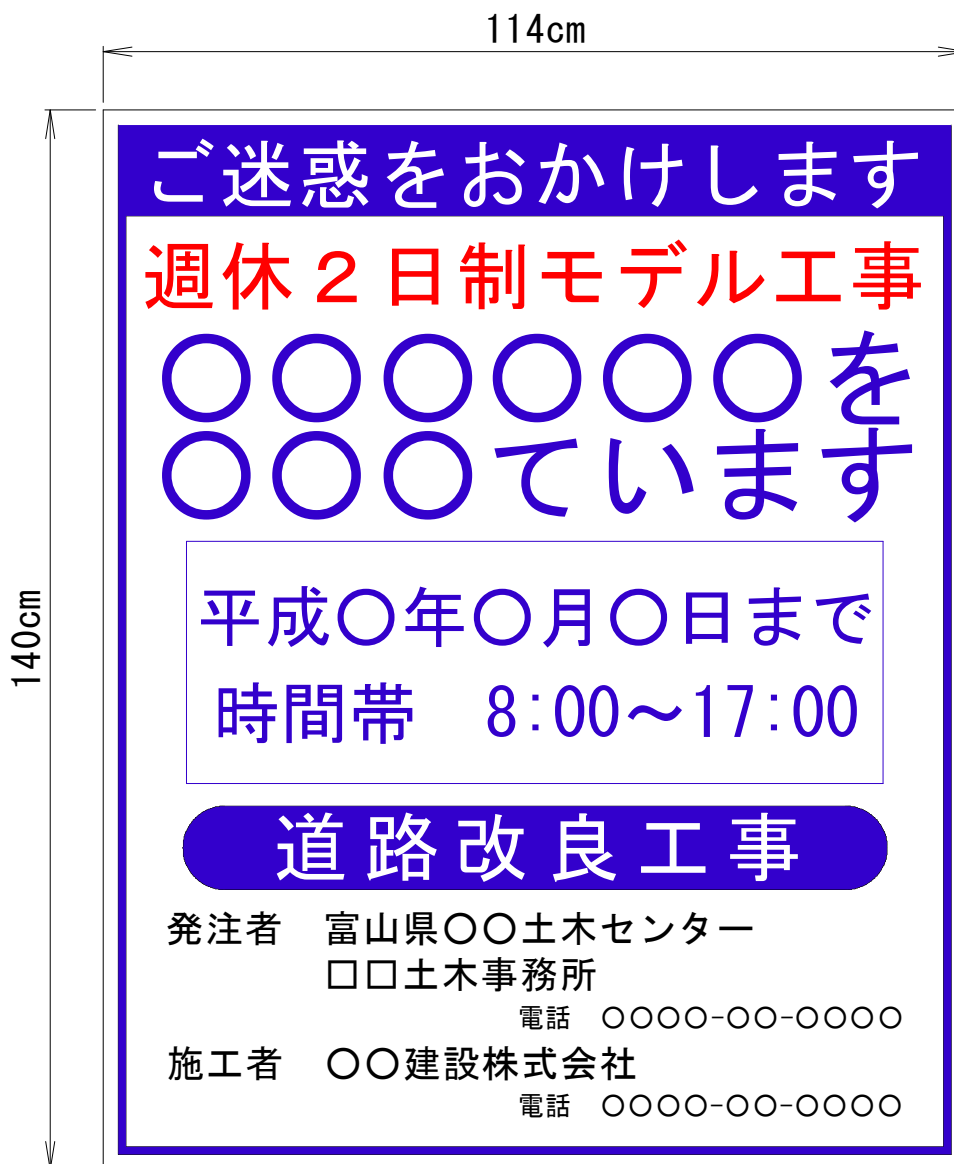 114cm
140cm
ご迷惑をおかけします
週休２日制モデル工事
〇〇〇〇〇〇を
〇〇〇ています
平成〇年〇月〇日まで
時間帯　8:00～17:00
道路改良工事
発注者　富山県〇〇土木センター
□□土木事務所
電話　〇〇〇〇-〇〇-〇〇〇〇
施工者　〇〇建設株式会社
電話　〇〇〇〇-〇〇-〇〇〇〇